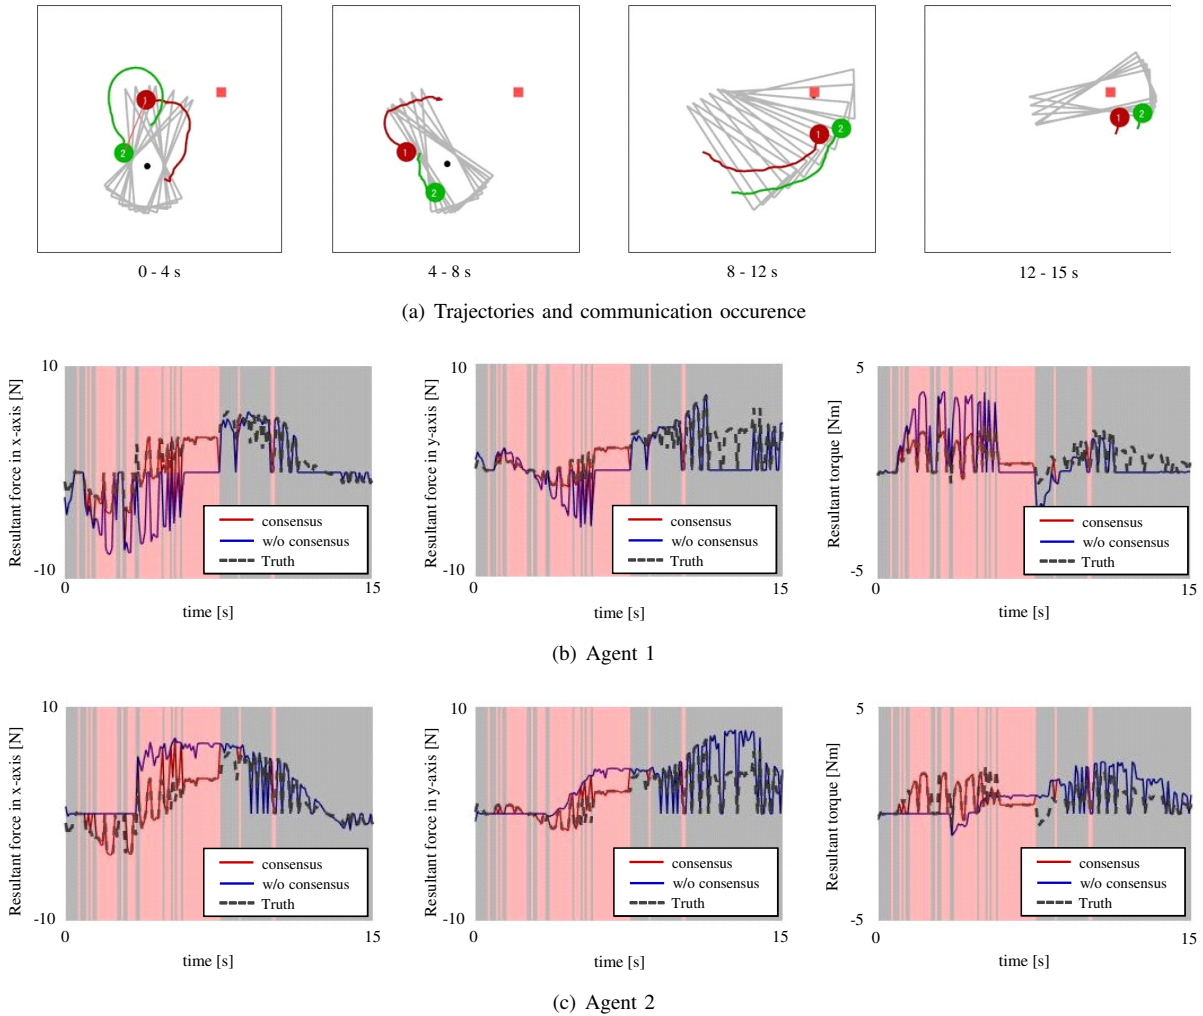 1
2
1
2
1
2
1
2
0 - 4 s
4 - 8 s
8 - 12 s
12 - 15 s
(a) Trajectories and communication occurence
10
Resultant force in x-axis [N]
-10
consensus
w/o consensus
Truth
0
15
time [s]
10
Resultant force in y-axis [N]
-10
consensus
w/o consensus
Truth
0
15
time [s]
5
Resultant torque [Nm]
-5
consensus
w/o consensus
Truth
0
15
time [s]
(b) Agent 1
10
Resultant force in x-axis [N]
-10
consensus
w/o consensus
Truth
0
15
time [s]
10
Resultant force in y-axis [N]
-10
consensus
w/o consensus
Truth
0
15
time [s]
5
Resultant torque [Nm]
-5
consensus
w/o consensus
Truth
0
15
time [s]
(c) Agent 2